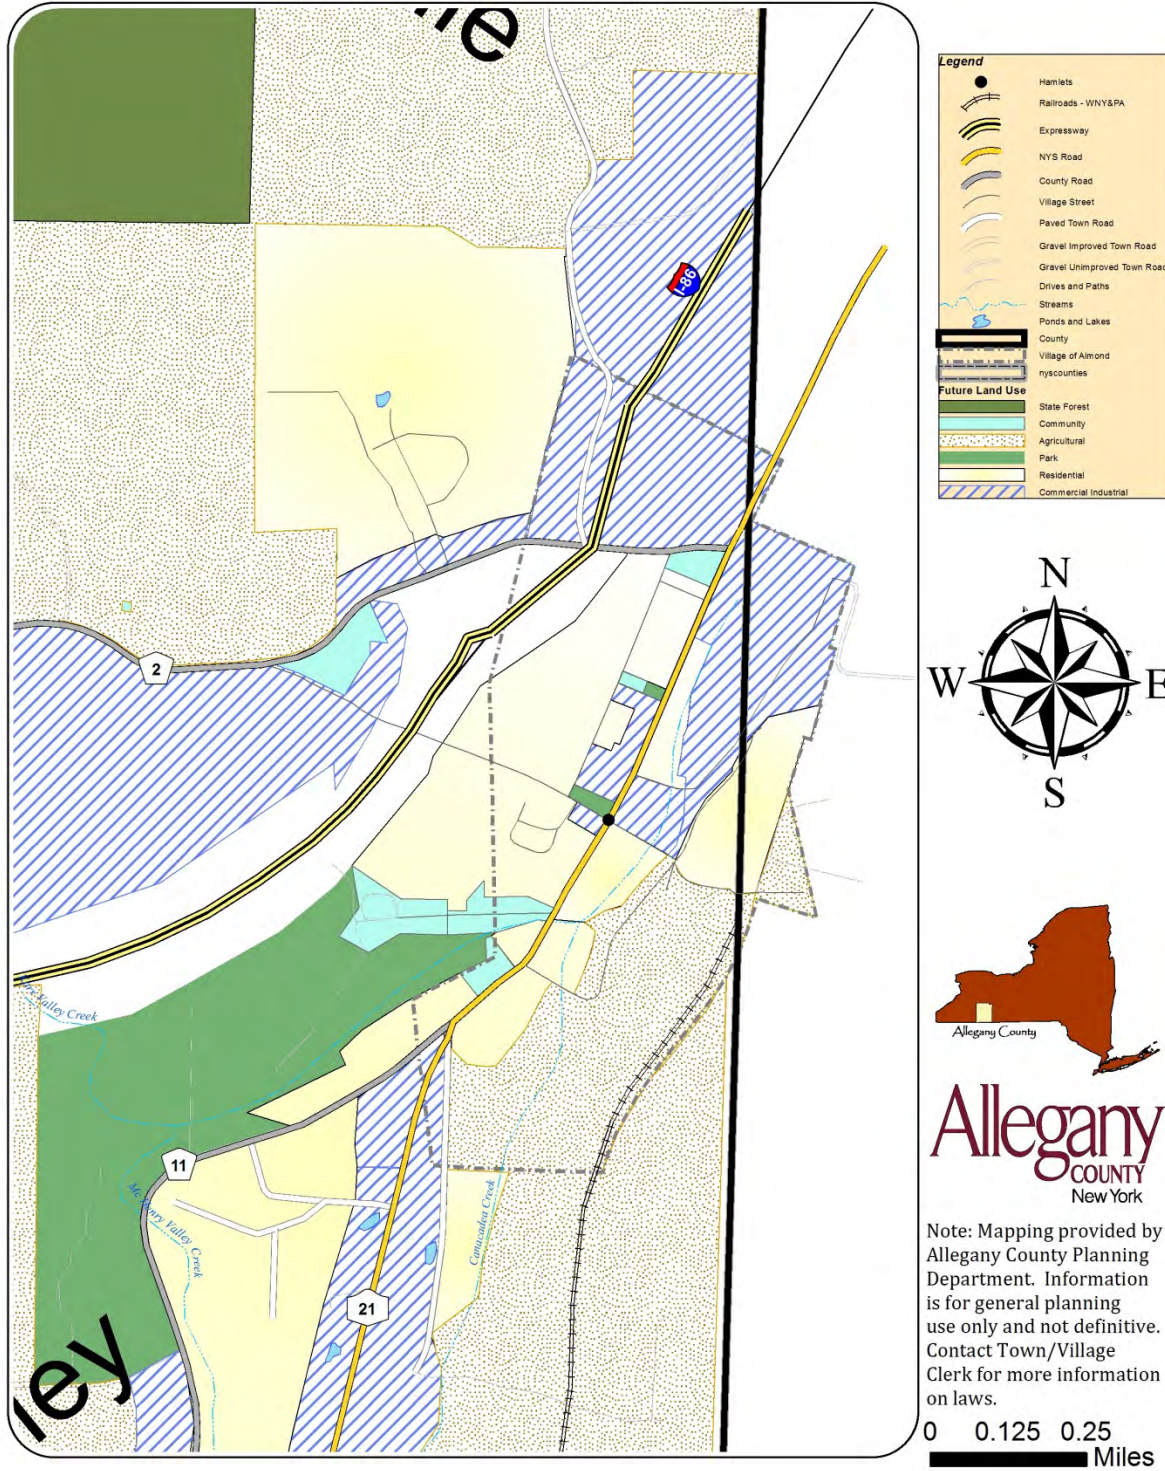 lle
Legend
Hamlets
Railroads - WNY&PA
Expressway
NYS Road
County Road
Village Street
Paved Town Road
Gravel Improved Town Road
Gravel Unimproved Town Road
Drives and Paths
Streams
Ponds and Lakes
County
Village of Almond
nyscounties
Future Land Use
State Forest
Community
Agricultural
Park
Residential
Commercial Industrial
I-86
2
N
W
E
S
Valley Creek
11
Mc Henry Valley Creek
Canacadea Creek
21
ley
Allegany County
Allegany
COUNTY
New York
Note: Mapping provided by
Allegany County Planning
Department. Information
is for general planning
use only and not definitive.
Contact Town/Village
Clerk for more information
on laws.
0 0.125 0.25
Miles